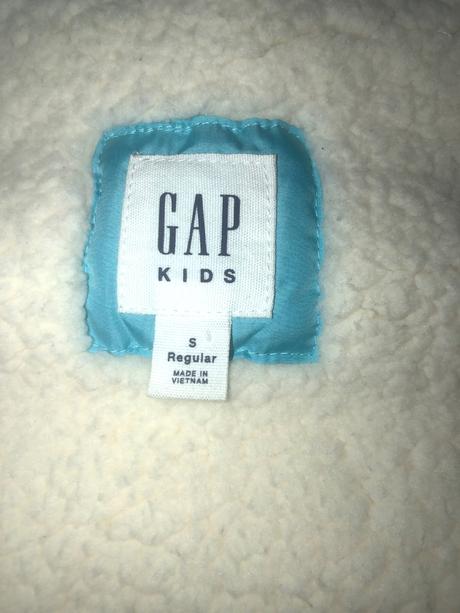 GAP
KIDS
S
Regular
MADE IN
VIETNAM